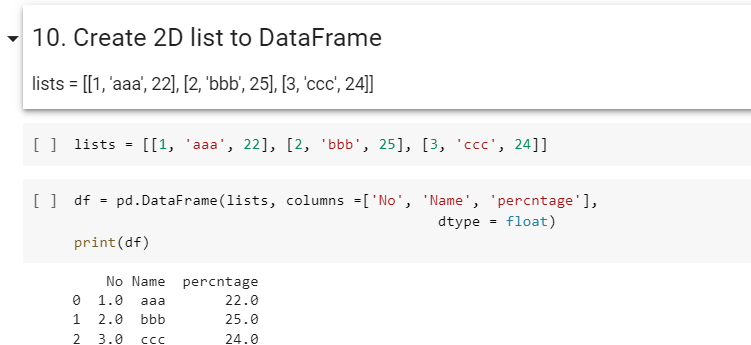 10. Create 2D list to DataFrame
lists = [[1, 'aaa', 22], [2, 'bbb', 25], [3, 'ccc', 24]]
[ ] lists = [[1, 'aaa', 22], [2, 'bbb', 25], [3, 'ccc', 24]]
[ ] df = pd.DataFrame(lists, columns =['No', 'Name', 'percntage'],
dtype = float)
print(df)
No Name percntage
0 1.0 aaa 22.0
1 2.0 bbb 25.0
2 3.0 ccc 24.0